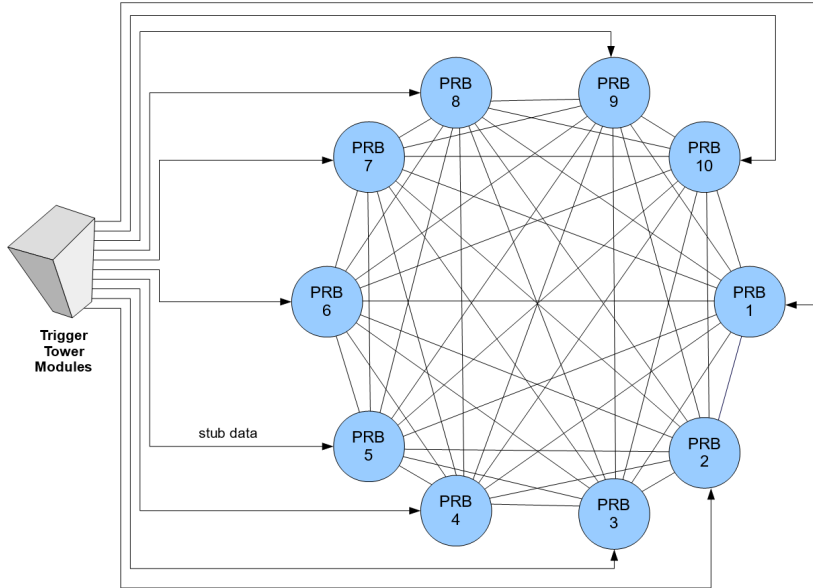 PRB
8
PRB
9
PRB
7
PRB
10
PRB
6
PRB
1
Trigger
Tower
Modules
stub data
PRB
5
PRB
2
PRB
4
PRB
3